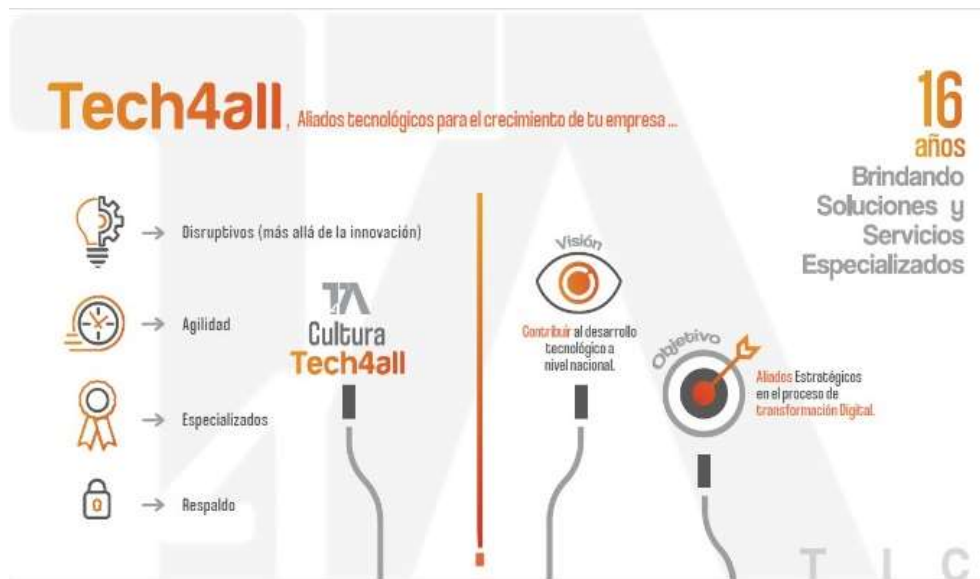 Tech4all, Aliados tecnológicos para el crecimiento de tu empresa ...
16
años
Brindando
Soluciones y
Servicios
Especializados
Disruptivos (más allá de la innovación)
Agilidad
Especializados
Respaldo
T4A
Cultura
Tech4all
Visión
Contribuir al desarrollo
tecnológico a
nivel nacional.
Objetivo
Aliados Estratégicos
en el proceso de
transformación Digital.
T I C